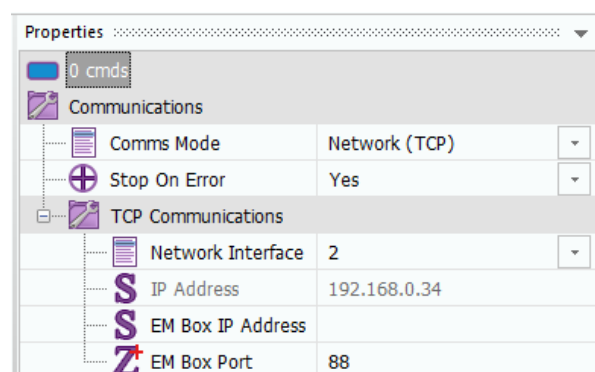 Properties
0 cmds
Communications
Comms Mode Network (TCP)
Stop On Error Yes
TCP Communications
Network Interface 2
IP Address 192.168.0.34
EM Box IP Address
EM Box Port 88